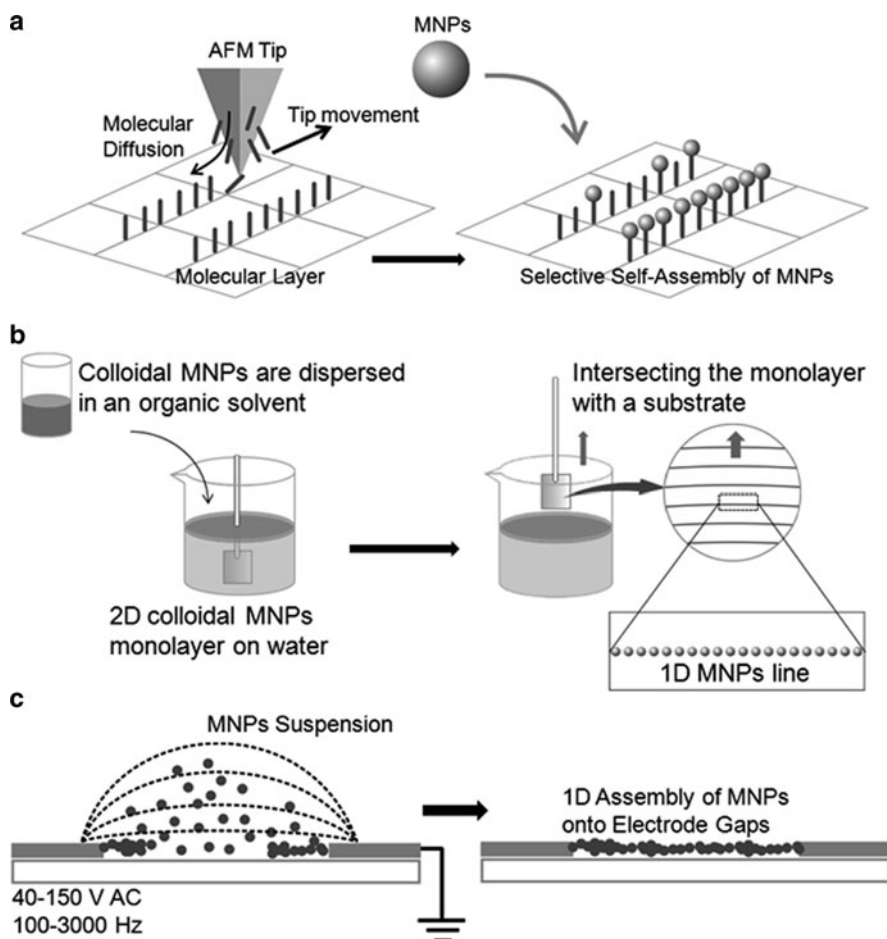 a
MNPs
AFM Tip
Molecular
Diffusion
Tip movement
Molecular Layer
Selective Self-Assembly of MNPs
b
Colloidal MNPs are dispersed
in an organic solvent
Intersecting the monolayer
with a substrate
2D colloidal MNPs
monolayer on water
1D MNPs line
c
MNPs Suspension
1D Assembly of MNPs
onto Electrode Gaps
40-150 V AC
100-3000 Hz